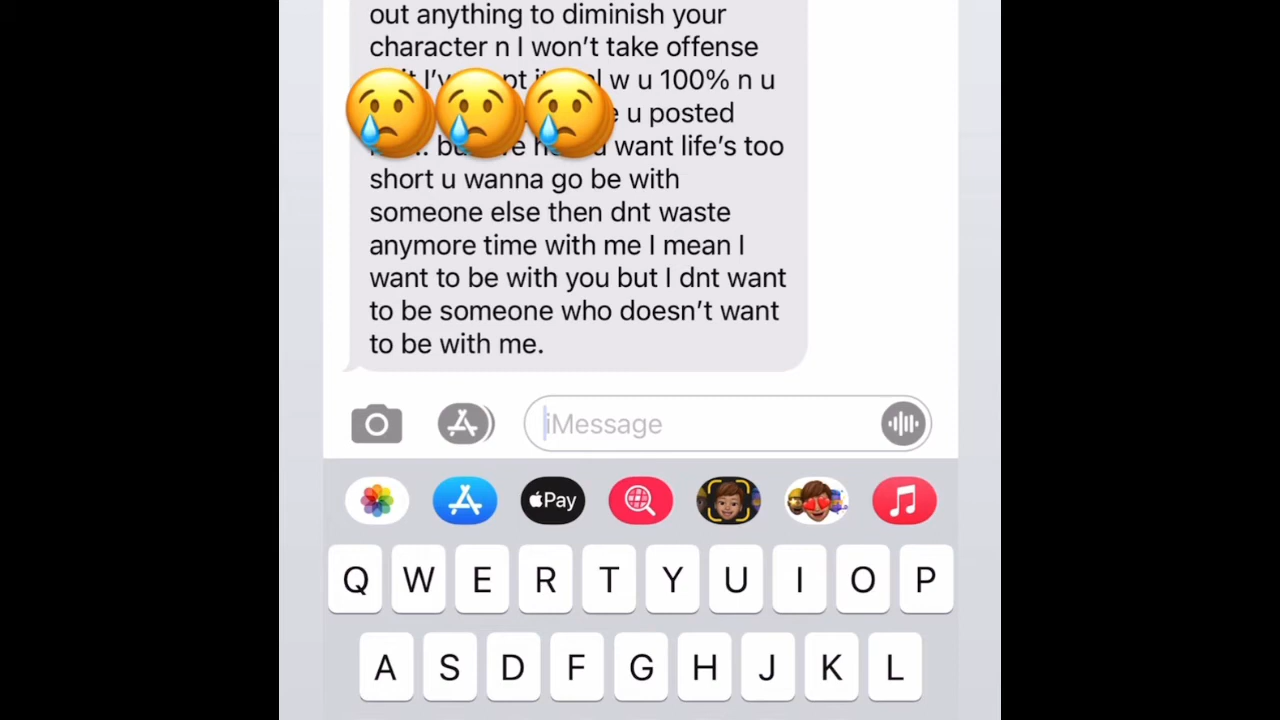 out anything to diminish your
character n I won't take offense
w u 100% n u
u posted
want life's too
short u wanna go be with
someone else then dnt waste
anymore time with me I mean I
want to be with you but I dnt want
to be someone who doesn't want
to be with me.
iMessage
Pay
Q W E R T Y U I O P
A S D F G H J K L